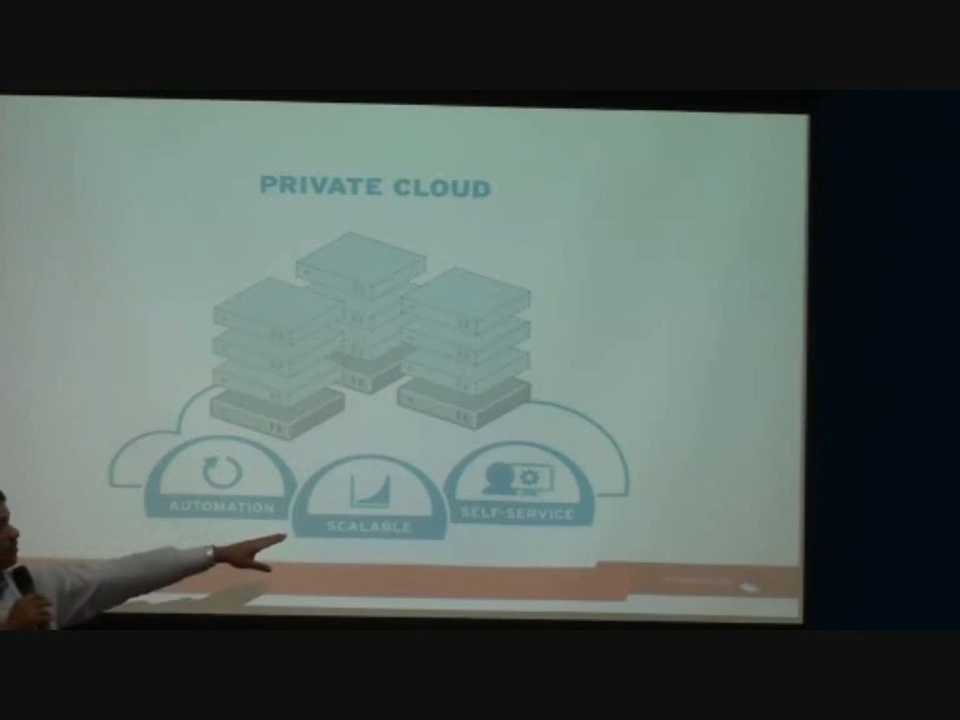 PRIVATE CLOUD
AUTOMATION
SCALABLE
SELF-SERVICE